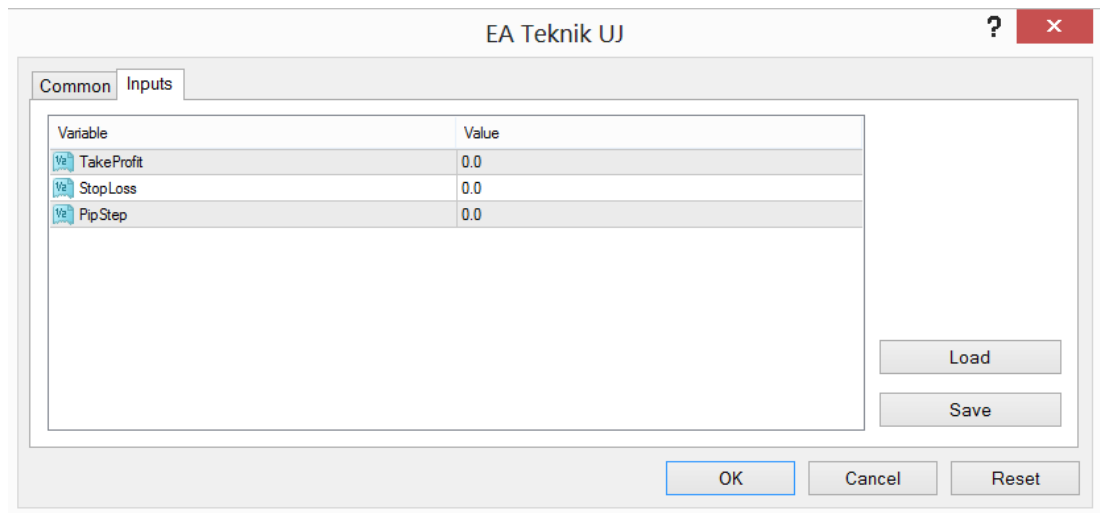 EA Teknik UJ
?
Common Inputs
Variable Value
TakeProfit 0.0
StopLoss 0.0
PipStep 0.0
Load
Save
OK Cancel Reset